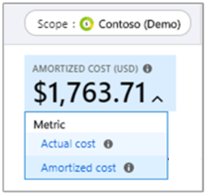 Scope : Contoso (Demo)
AMORTIZED COST (USD)
$1,763.71
Metric
Actual cost
Amortized cost